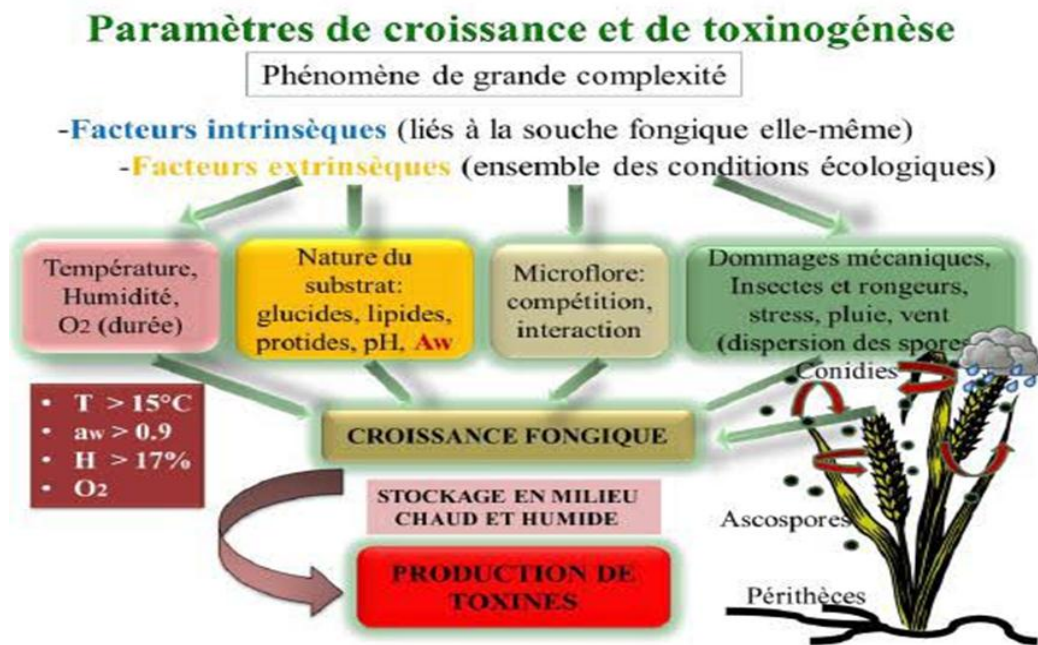 Paramètres de croissance et de toxinogénèse
Phénomène de grande complexité
-Facteurs intrinsèques (liés à la souche fongique elle-même)
-Facteurs extrinsèques (ensemble des conditions écologiques)
Température,
Humidité,
O2 (durée)
Nature du
substrat:
glucides, lipides,
protides, pH, Aw
Microflore:
compétition,
interaction
Dommages mécaniques,
Insectes et rongeurs,
stress, pluie, vent
(dispersion des spores
• T > 15°C
• aw > 0.9
• H > 17%
• O2
CROISSANCE FONGIQUE
STOCKAGE EN MILIEU
CHAUD ET HUMIDE
PRODUCTION DE
TOXINES
Conidies
Ascospores
Périthèces